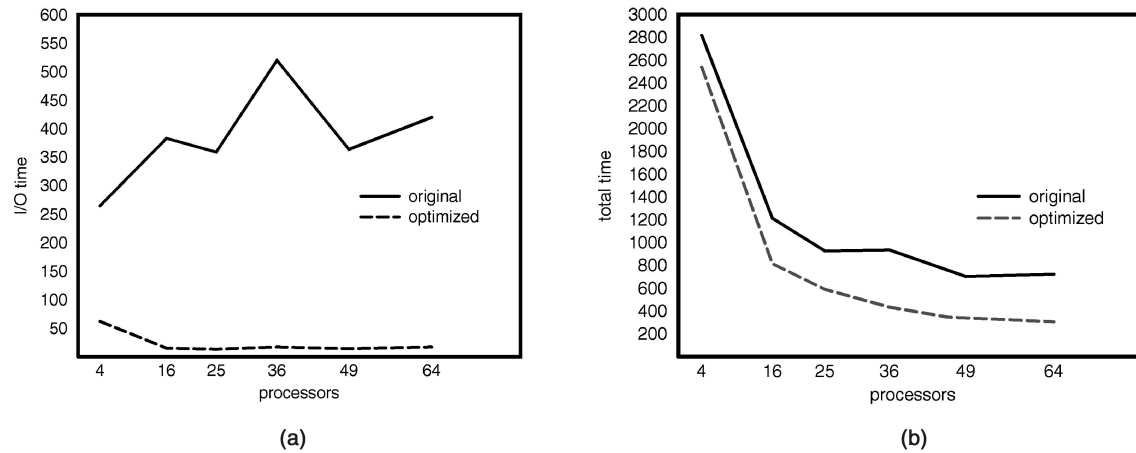 600
550
500
450
400
350
300
250
200
150
100
50
I/O time
original
optimized
4 16 25 36 49 64
processors
(a)
3000
2800
2600
2400
2200
2000
1800
1600
1400
1200
1000
800
600
400
200
total time
original
optimized
4 16 25 36 49 64
processors
(b)